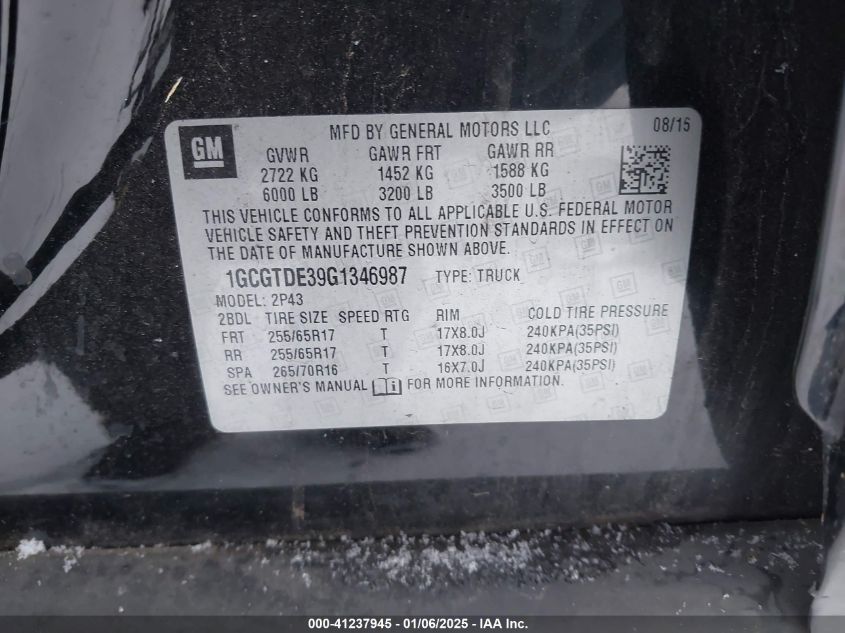 GM
MFD BY GENERAL MOTORS LLC
08/15
GVWR GAWR FRT GAWR RR
2722 KG 1452 KG 1588 KG
6000 LB 3200 LB 3500 LB
THIS VEHICLE CONFORMS TO ALL APPLICABLE U.S. FEDERAL MOTOR
VEHICLE SAFETY AND THEFT PREVENTION STANDARDS IN EFFECT ON
THE DATE OF MANUFACTURE SHOWN ABOVE.
1GCGTDE39G1346987 TYPE: TRUCK
MODEL: 2P43
2BDL TIRE SIZE SPEED RTG RIM COLD TIRE PRESSURE
FRT 255/65R17 T 17X8.0J 240KPA(35PSI)
RR 255/65R17 T 17X8.0J 240KPA(35PSI)
SPA 265/70R16 T 16X7.0J 240KPA(35PSI)
SEE OWNER'S MANUAL FOR MORE INFORMATION.
000-41237945 | 01/06/2025 - IAA Inc.